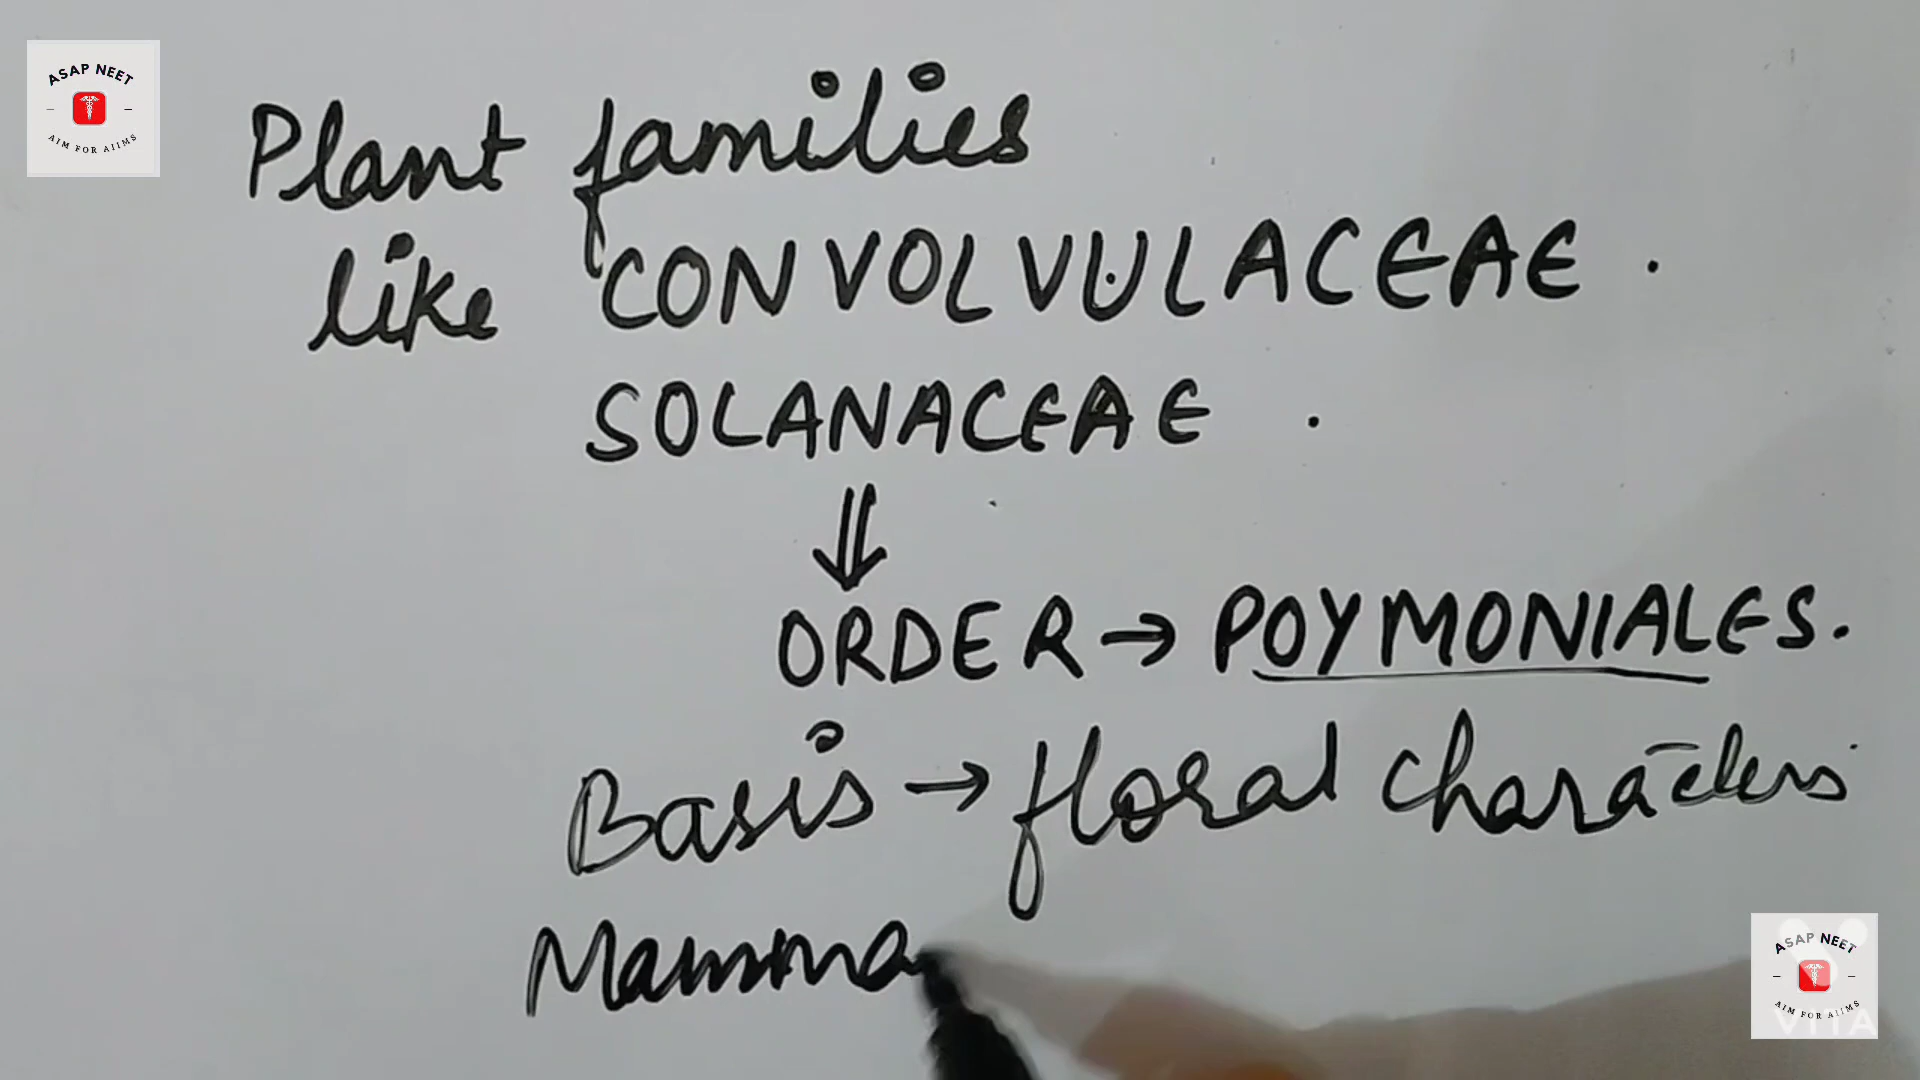 ASAP NEET
AIM FOR AIIMS
Plant families
like CONVOLVULACEAE .
SOLANACEAE .
ORDER → POYMONIALES.
Basis → floral characters
Mamma
ASAP NEET
AIM FOR AIIMS
VITA